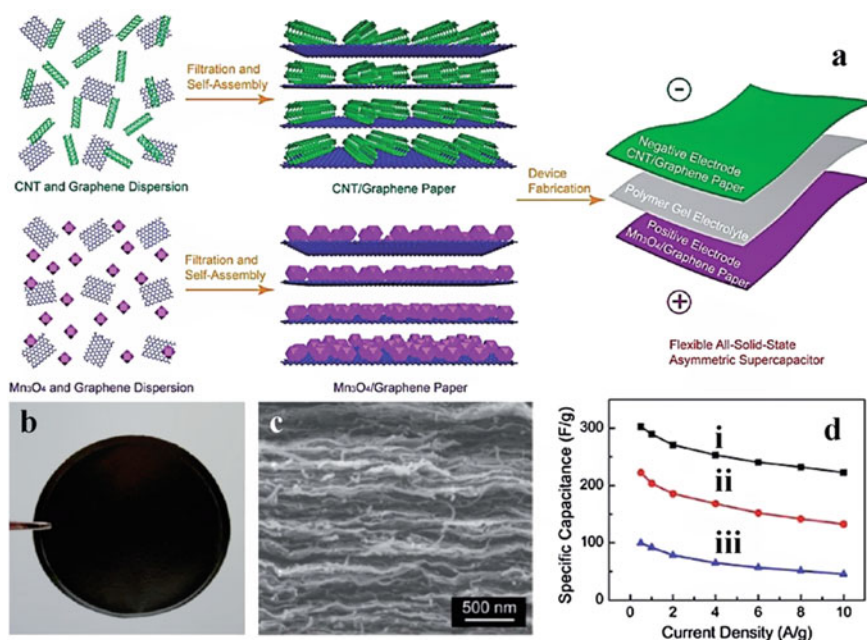 a
Filtration and
Self-Assembly
CNT and Graphene Dispersion
CNT/Graphene Paper
Device
Fabrication
Negative Electrode
CNT/Graphene Paper
Polymer Gel Electrolyte
Positive Electrode
Mn₃O₄/Graphene Paper
Filtration and
Self-Assembly
Mn₃O₄ and Graphene Dispersion
Mn₃O₄/Graphene Paper
Flexible All-Solid-State
Asymmetric Supercapacitor
b
c
500 nm
d
Specific Capacitance (F/g)
300
200
100
0
i
ii
iii
0 2 4 6 8 10
Current Density (A/g)